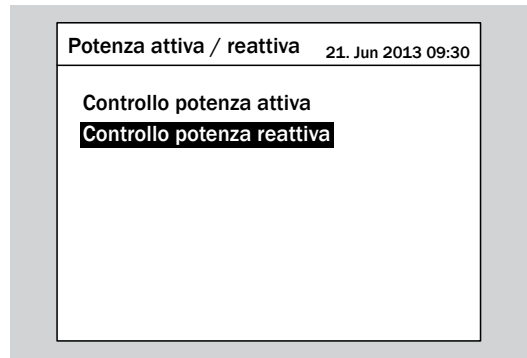 Potenza attiva / reattiva 21. Jun 2013 09:30
Controllo potenza attiva
Controllo potenza reattiva